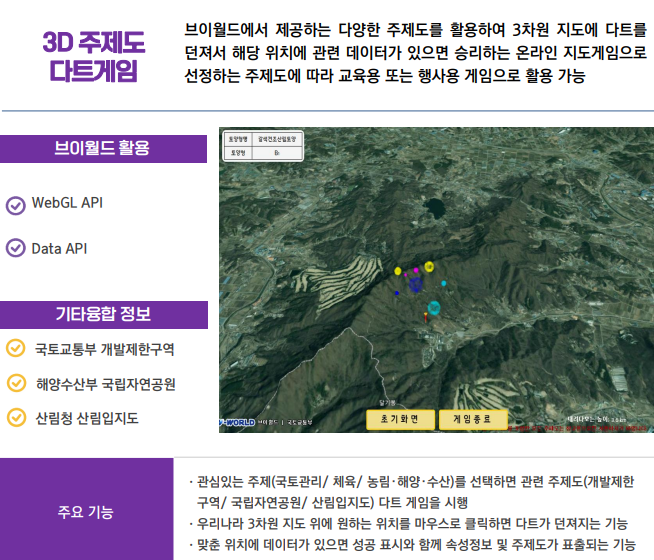 3D 주제도
다트게임
브이월드에서 제공하는 다양한 주제도를 활용하여 3차원 지도에 다트를
던져서 해당 위치에 관련 데이터가 있으면 승리하는 온라인 지도게임으로
선정하는 주제도에 따라 교육용 또는 행사용 게임으로 활용 가능
브이월드 활용
WebGL API
Data API
기타융합 정보
국토교통부 개발제한구역
해양수산부 국립자연공원
산림청 산림입지도
토양형명 갈색건조산림토양
토양형 B₁
초기화면
게임종료
V-WORLD 브이월드 | 국토교통부
주요 기능
· 관심있는 주제(국토관리/ 체육/ 농림·해양·수산)를 선택하면 관련 주제도(개발제한
구역/ 국립자연공원/ 산림입지도) 다트 게임을 시행
· 우리나라 3차원 지도 위에 원하는 위치를 마우스로 클릭하면 다트가 던져지는 기능
· 맞춘 위치에 데이터가 있으면 성공 표시와 함께 속성정보 및 주제도가 표출되는 기능